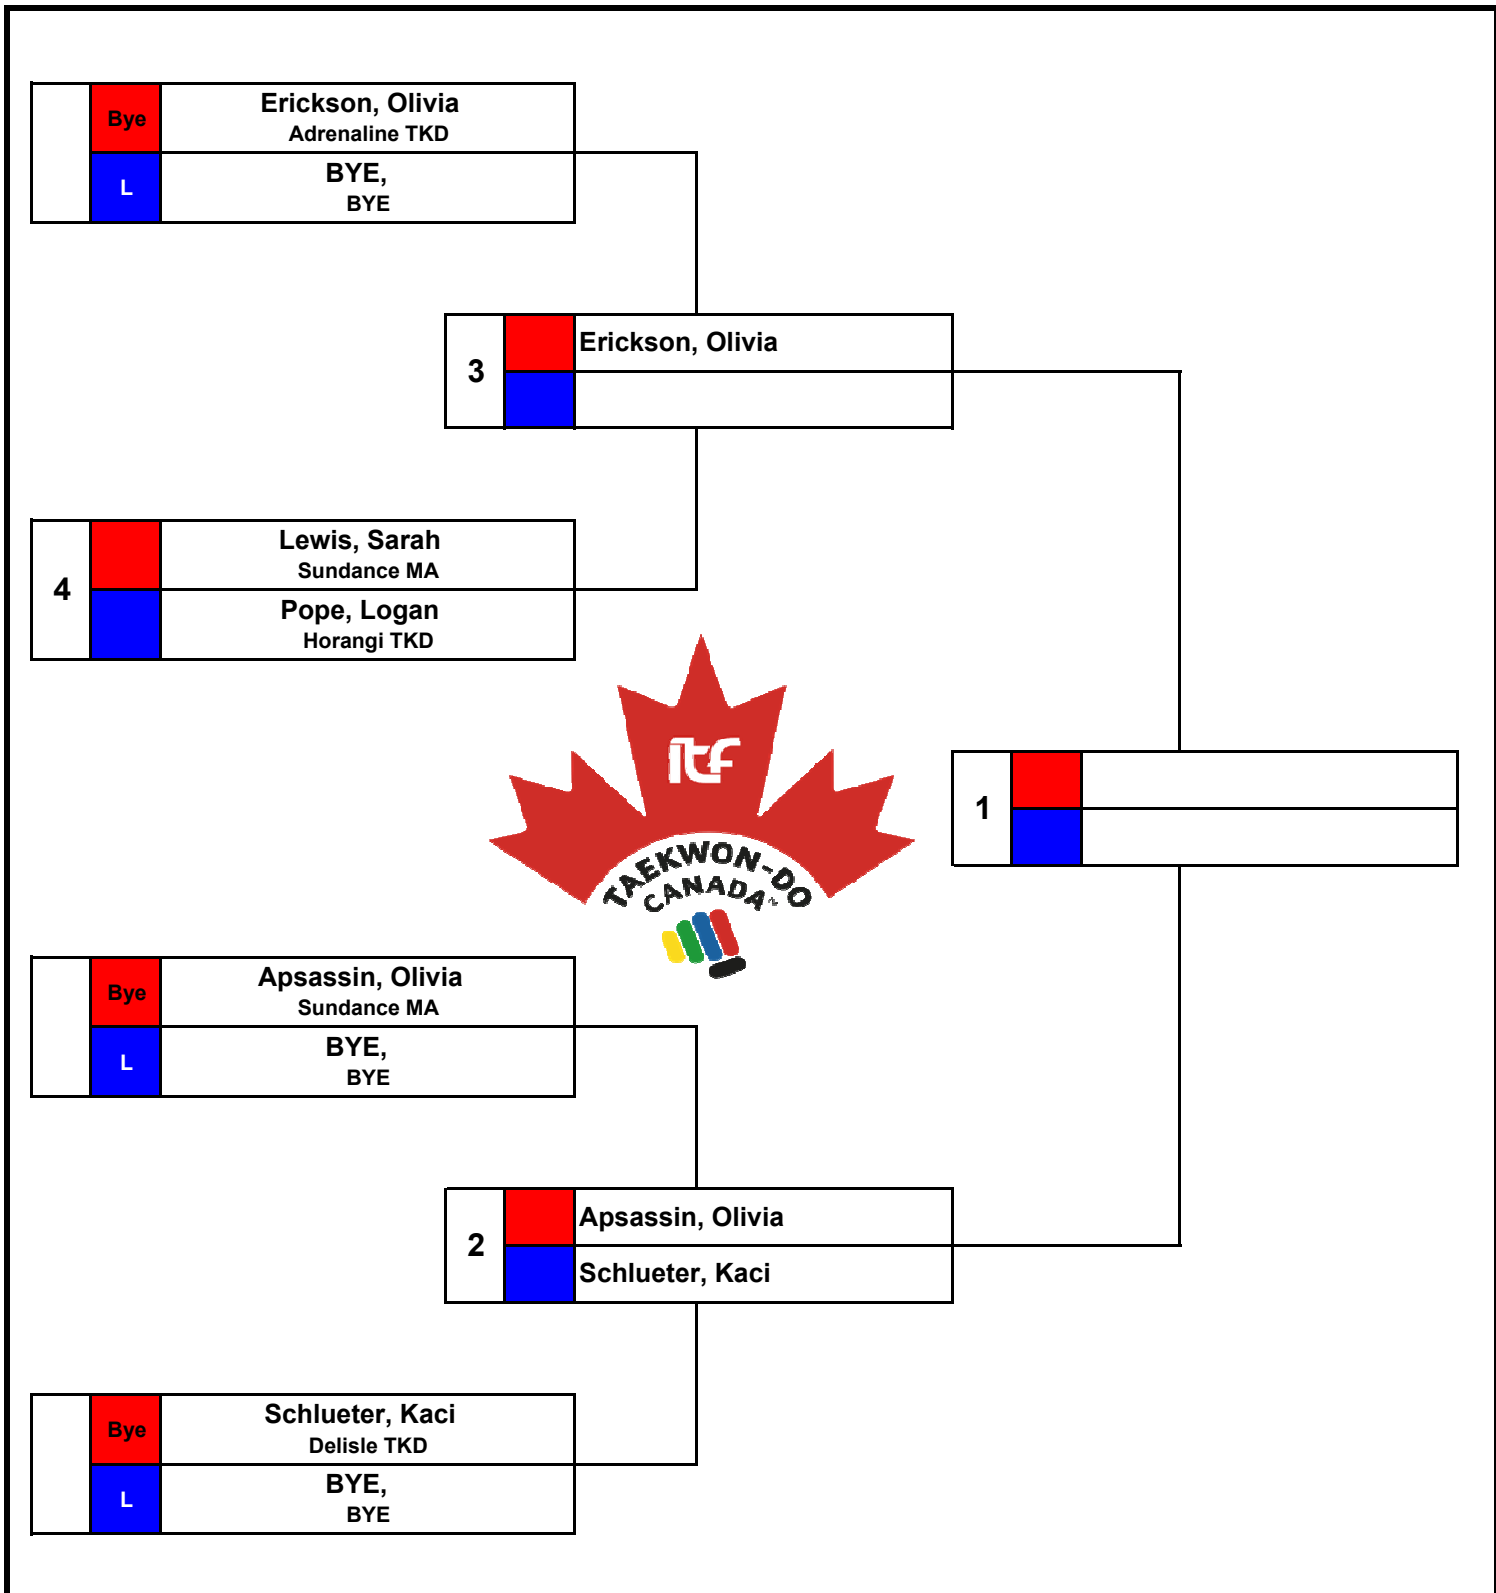 Bye
Erickson, Olivia
Adrenaline TKD
L
BYE,
BYE
3
Erickson, Olivia
4
Lewis, Sarah
Sundance MA
Pope, Logan
Horangi TKD
itf
TAEKWON-DO
CANADA
1
Bye
Apsassin, Olivia
Sundance MA
L
BYE,
BYE
2
Apsassin, Olivia
Schlueter, Kaci
Bye
Schlueter, Kaci
Delisle TKD
L
BYE,
BYE